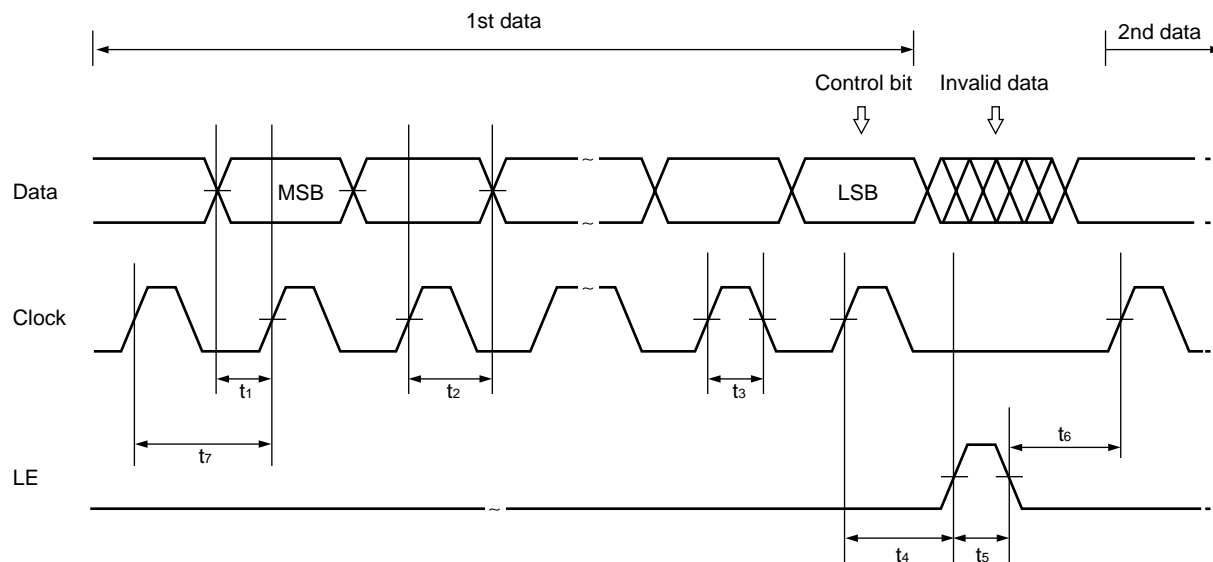 1st data
2nd data
Control bit
Invalid data
Data
MSB
LSB
Clock
t1
t2
t3
t7
t6
LE
t4
t5